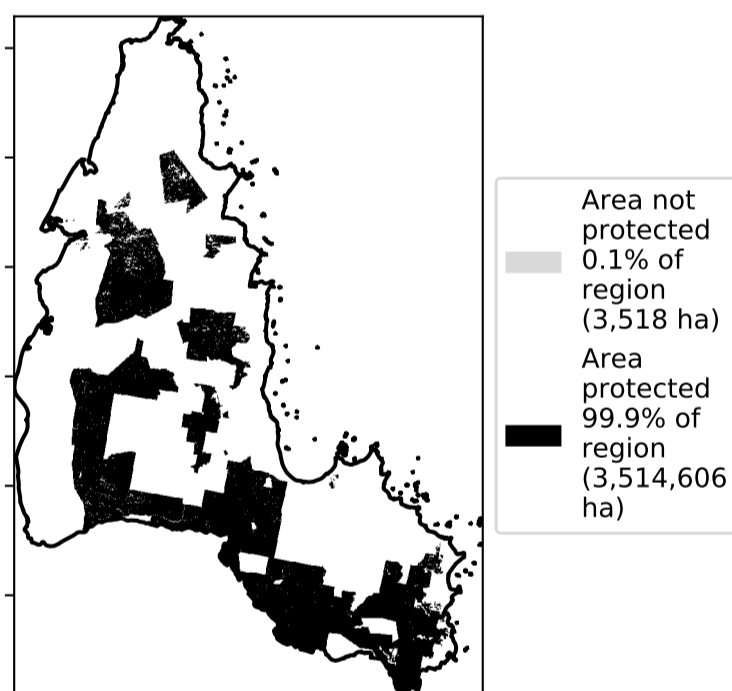 Area not
protected
0.1% of
region
(3,518 ha)
Area
protected
99.9% of
region
(3,514,606
ha)